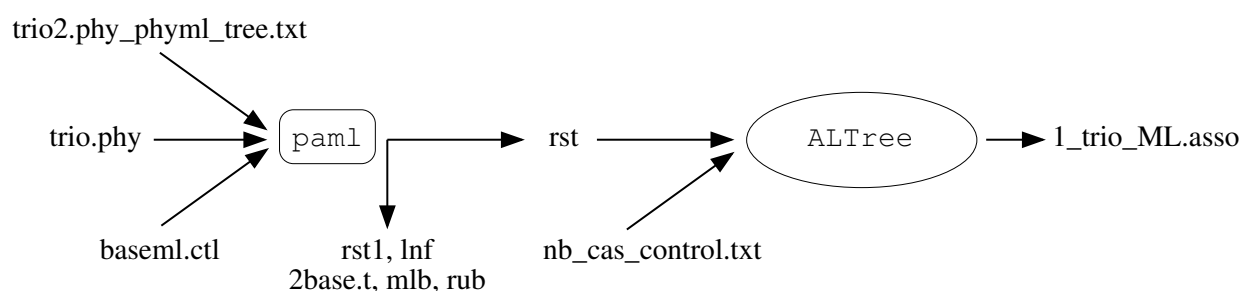 trio2.phy_phyml_tree.txt
trio.phy
paml
rst
ALTree
1_trio_ML.asso
baseml.ctl
rst1, lnf
2base.t, mlb, rub
nb_cas_control.txt